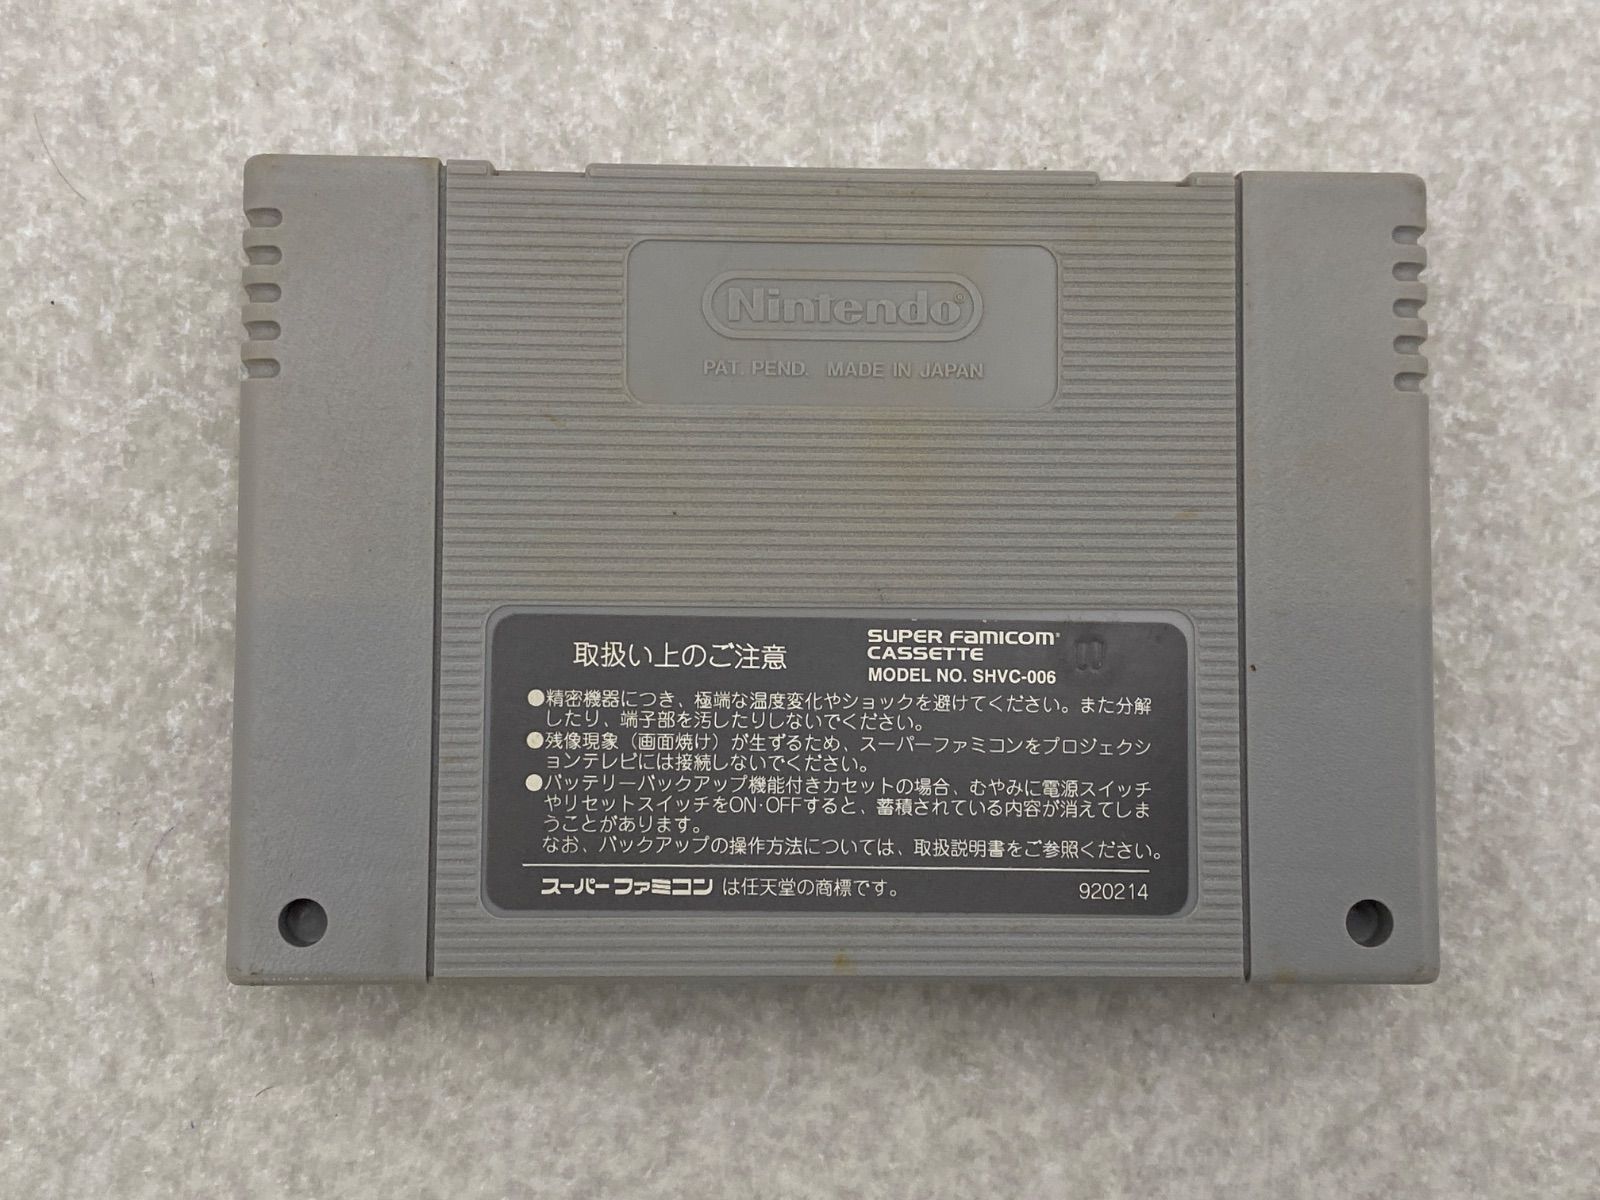 Nintendo®
PAT. PEND. MADE IN JAPAN
取扱い上のご注意
SUPER FAMICOM®
CASSETTE
MODEL NO. SHVC-006
●精密機器につき、極端な温度変化やショックを避けてください。また分解
したり、端子部を汚したりしないでください。
●残像現象(画面焼け)が生ずるため、スーパーファミコンをプロジェクシ
ョンテレビには接続しないでください。
●バッテリーバックアップ機能付きカセットの場合、むやみに電源スイッチ
やリセットスイッチをON・OFFすると、蓄積されている内容が消えてしま
うことがあります。
なお、バックアップの操作方法については、取扱説明書をご参照ください。
スーパーファミコン は任天堂の商標です。
920214